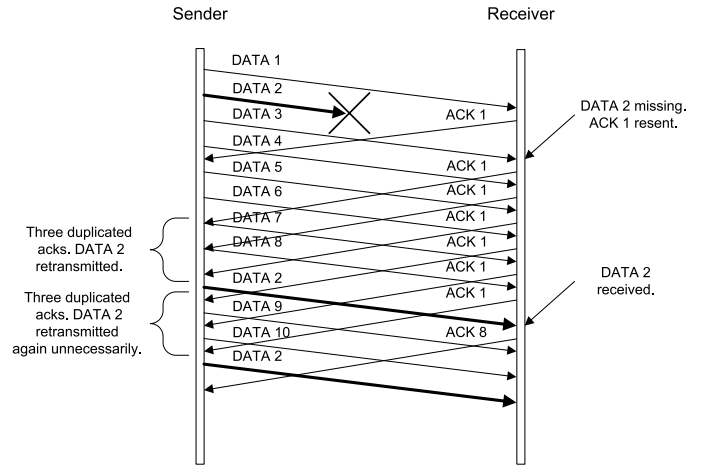 Sender
Receiver
DATA 1
DATA 2
DATA 3
DATA 4
DATA 5
DATA 6
DATA 7
DATA 8
DATA 2
DATA 9
DATA 10
DATA 2
ACK 1
ACK 1
ACK 1
ACK 1
ACK 1
ACK 1
ACK 1
ACK 8
Three duplicated
acks. DATA 2
retransmitted.
Three duplicated
acks. DATA 2
retransmitted
again unnecessarily.
DATA 2 missing.
ACK 1 resent.
DATA 2
received.